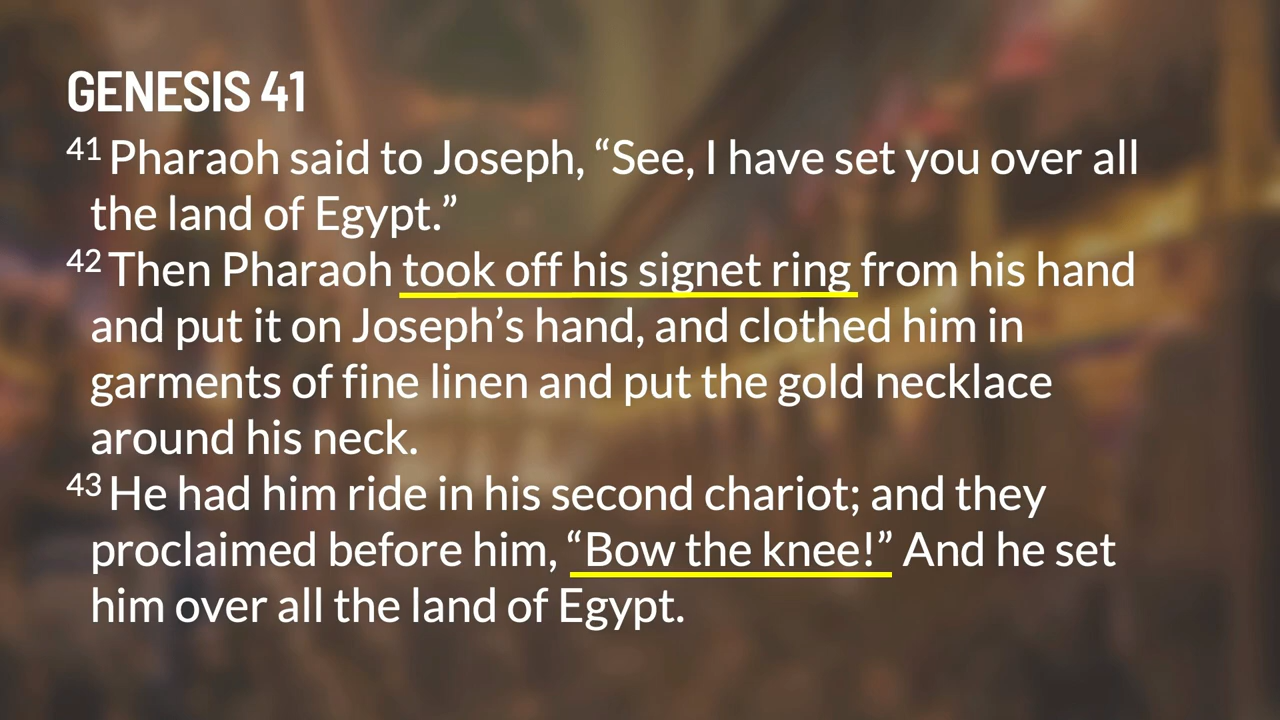 GENESIS 41
41 Pharaoh said to Joseph, “See, I have set you over all
the land of Egypt.”
42 Then Pharaoh took off his signet ring from his hand
and put it on Joseph’s hand, and clothed him in
garments of fine linen and put the gold necklace
around his neck.
43 He had him ride in his second chariot; and they
proclaimed before him, “Bow the knee!” And he set
him over all the land of Egypt.